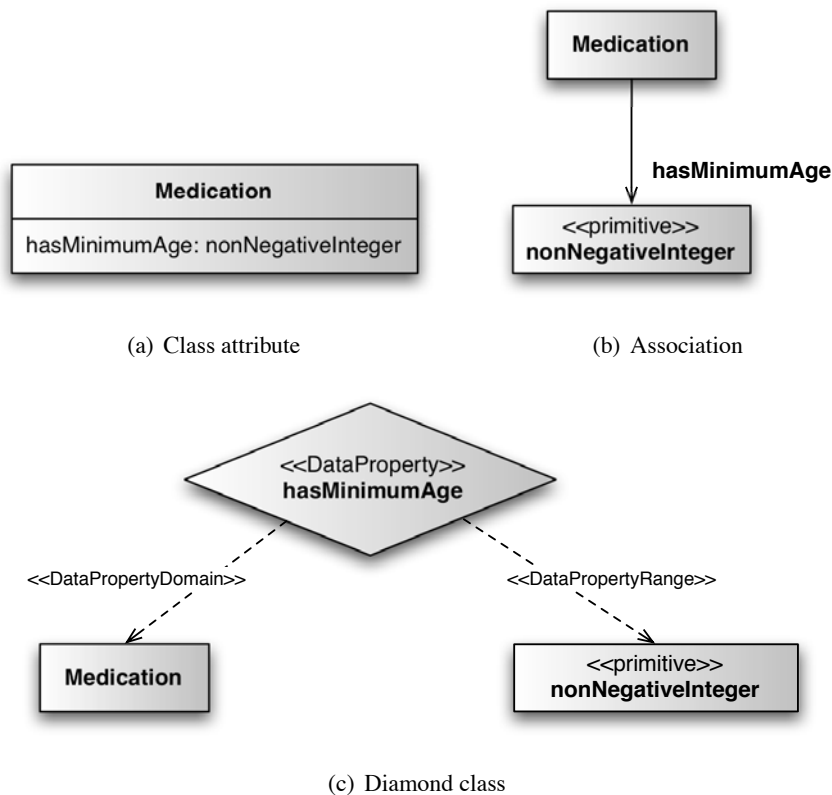 Medication
hasMinimumAge: nonNegativeInteger
(a) Class attribute
Medication
hasMinimumAge
<<primitive>>
nonNegativeInteger
(b) Association
<<DataProperty>>
hasMinimumAge
<<DataPropertyDomain>>
<<DataPropertyRange>>
Medication
<<primitive>>
nonNegativeInteger
(c) Diamond class